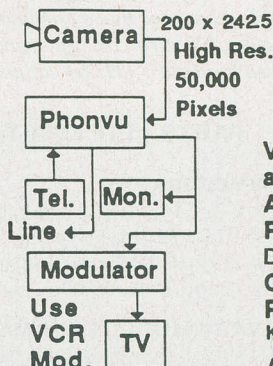 Camera
200 x 242.5
High Res.
50,000
Pixels
Phonvu
Tel.
Mon.
Line
Modulator
Use
VCR
Mod.
TV